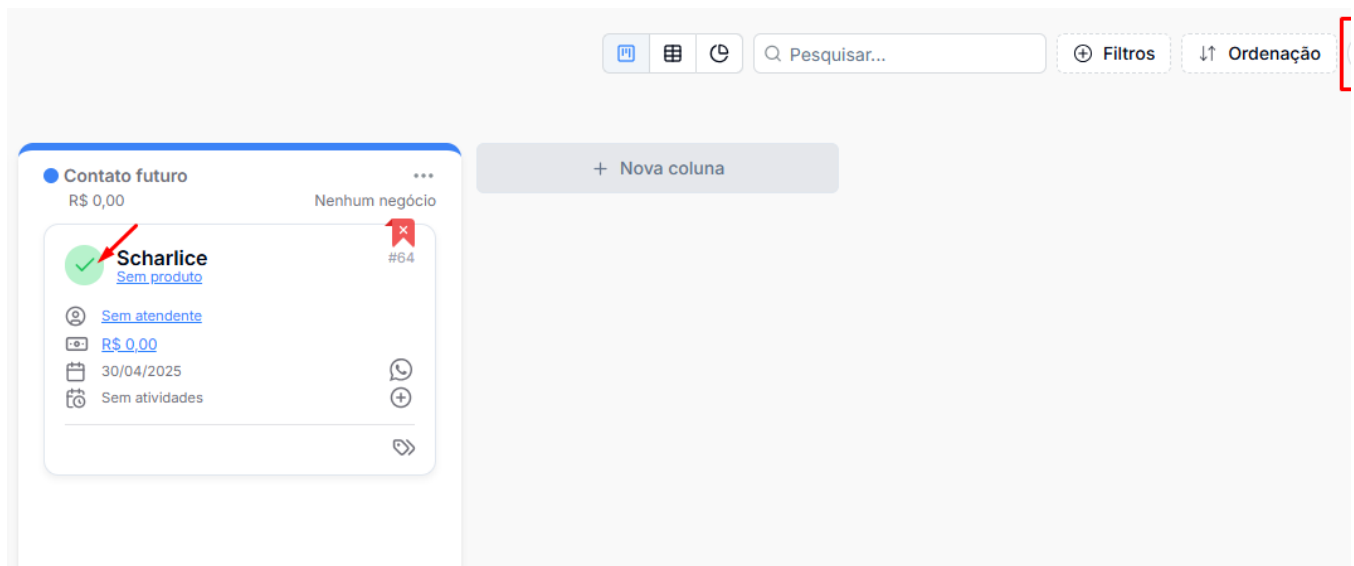 Pesquisar...
Filtros
Ordenação
Contato futuro
R$ 0,00
Nenhum negócio
+ Nova coluna
Scharlice
#64
Sem produto
Sem atendente
R$ 0,00
30/04/2025
Sem atividades